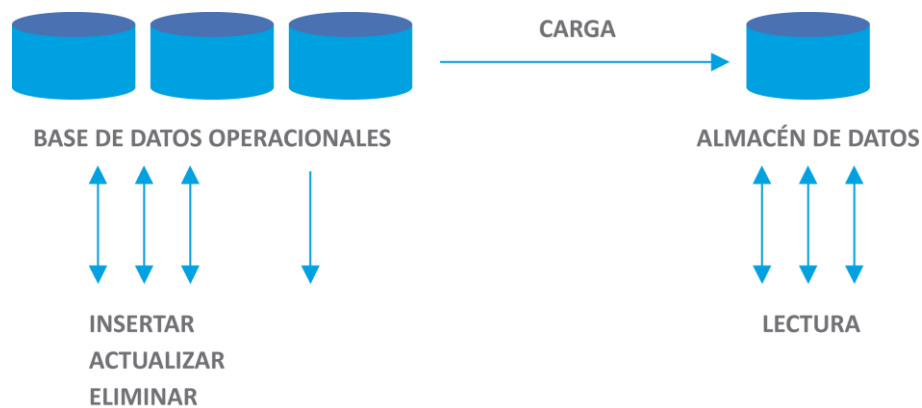 CARGA
BASE DE DATOS OPERACIONALES
ALMACÉN DE DATOS
INSERTAR
ACTUALIZAR
ELIMINAR
LECTURA